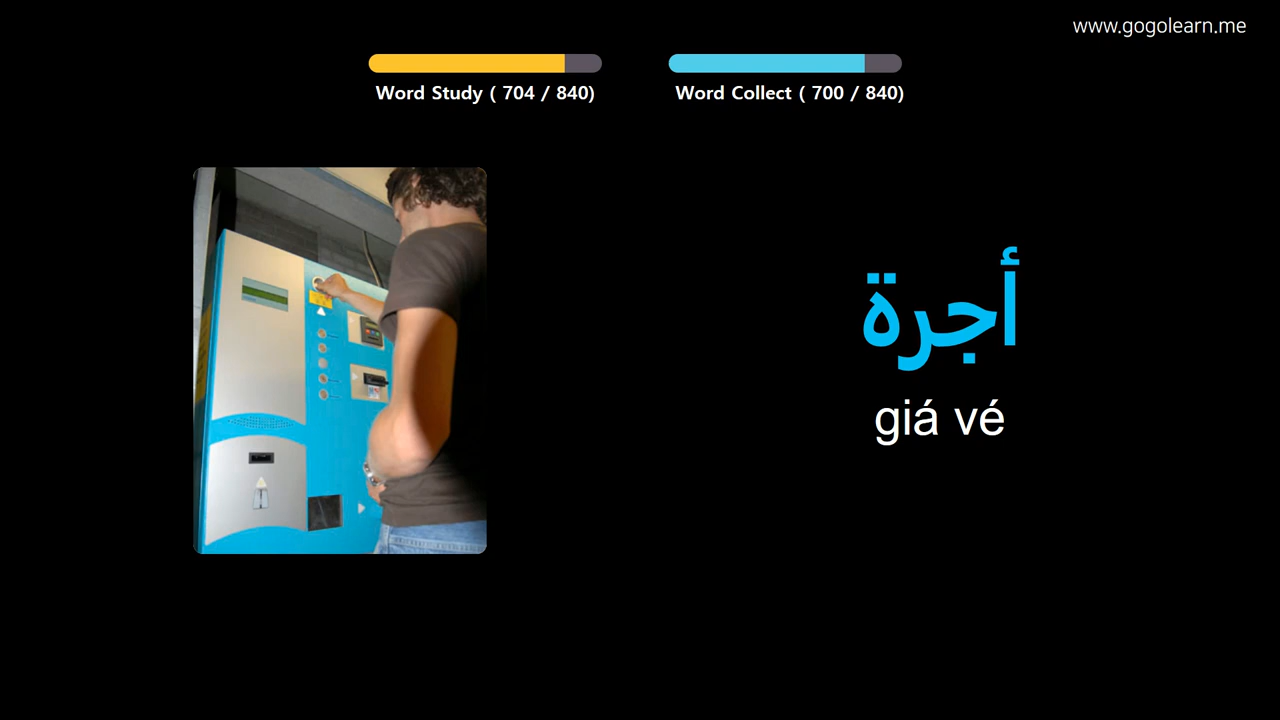 www.gogolearn.me
Word Study ( 704 / 840)
Word Collect ( 700 / 840)
أجرة
giá vé